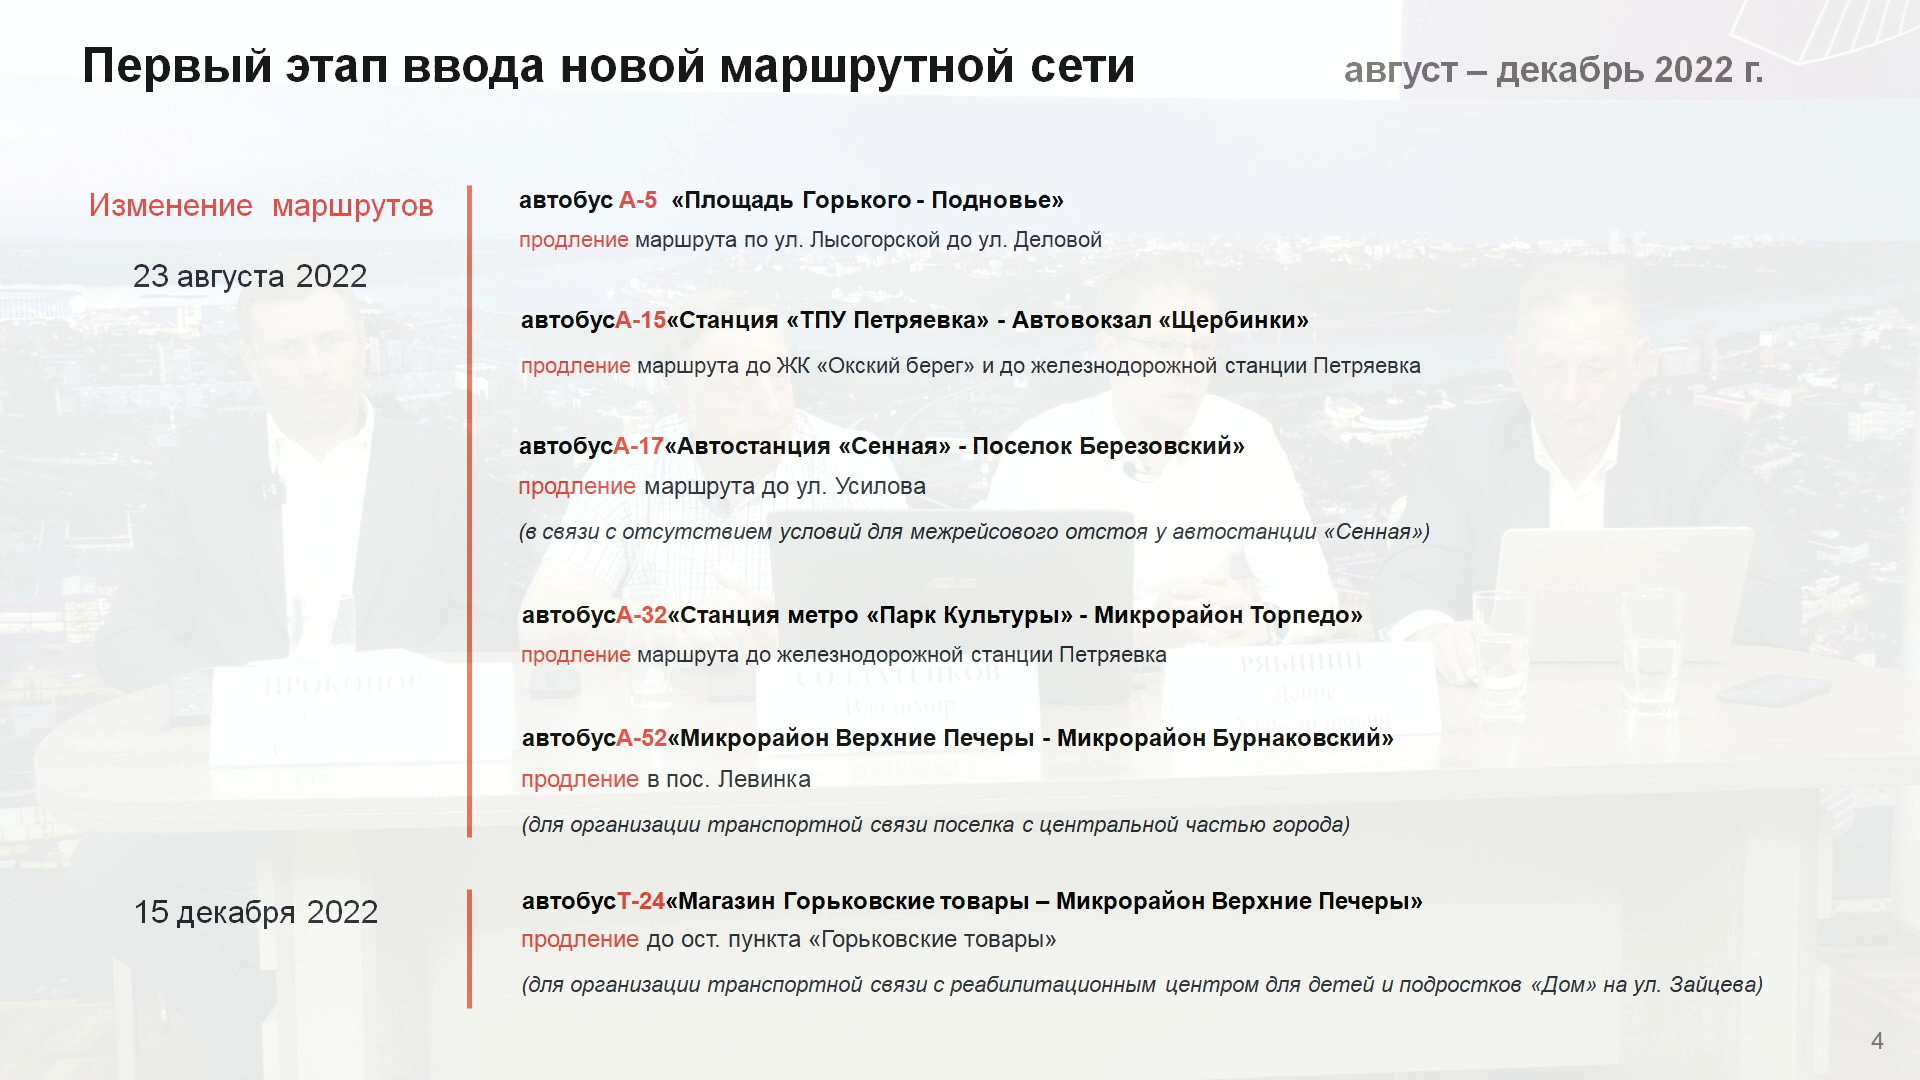 Первый этап ввода новой маршрутной сети
август – декабрь 2022 г.
Изменение маршрутов
23 августа 2022
автобус А-5 «Площадь Горького - Подновье»
продление маршрута по ул. Лысогорской до ул. Деловой
автобусА-15«Станция «ТПУ Петряевка» - Автовокзал «Щербинки»
продление маршрута до ЖК «Окский берег» и до железнодорожной станции Петряевка
автобусА-17«Автостанция «Сенная» - Поселок Березовский»
продление маршрута до ул. Усилова
(в связи с отсутствием условий для межрейсового отстоя у автостанции «Сенная»)
автобусА-32«Станция метро «Парк Культуры» - Микрорайон Торпедо»
продление маршрута до железнодорожной станции Петряевка
СОЛДАТЕНКОВ
Владимир
РЯБИНИН
Денис
автобусА-52«Микрорайон Верхние Печеры - Микрорайон Бурнаковский»
продление в пос. Левинка
(для организации транспортной связи поселка с центральной частью города)
15 декабря 2022
автобусТ-24«Магазин Горьковские товары – Микрорайон Верхние Печеры»
продление до ост. пункта «Горьковские товары»
(для организации транспортной связи с реабилитационным центром для детей и подростков «Дом» на ул. Зайцева)
4